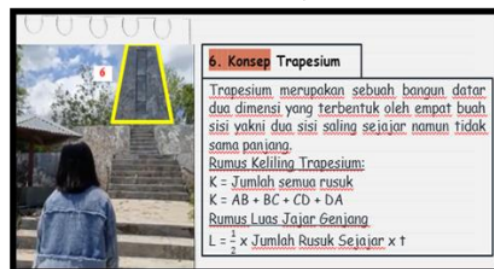 6
6. Konsep Trapesium
Trapesium merupakan sebuah bangun datar
dua dimensi yang terbentuk oleh empat buah
sisi yakni dua sisi saling sejajar namun tidak
sama panjang.
Rumus Keliling Trapesium:
K = Jumlah semua rusuk
K = AB + BC + CD + DA
Rumus Luas Jajar Genjang
L = ½ x Jumlah Rusuk Sejajar x t